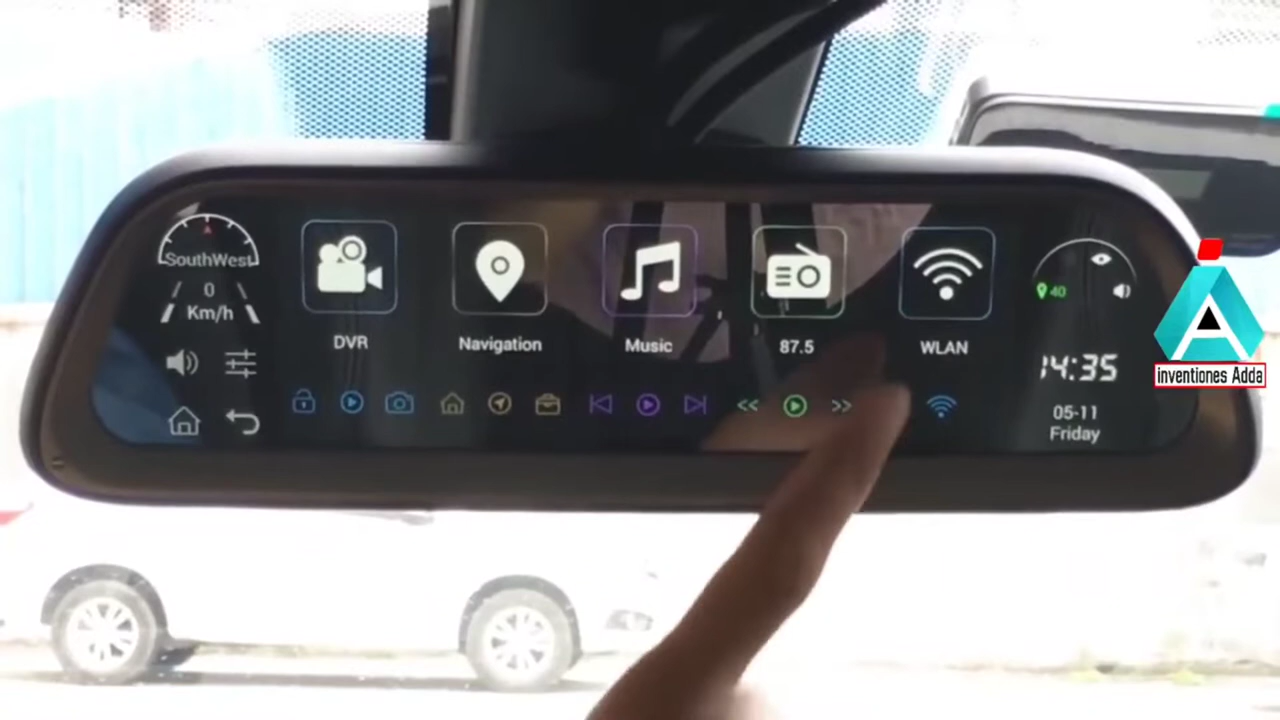 SouthWest
0
Km/h
DVR
Navigation
Music
87.5
WLAN
40
14:35
05-11
Friday
A
inventiones Adda